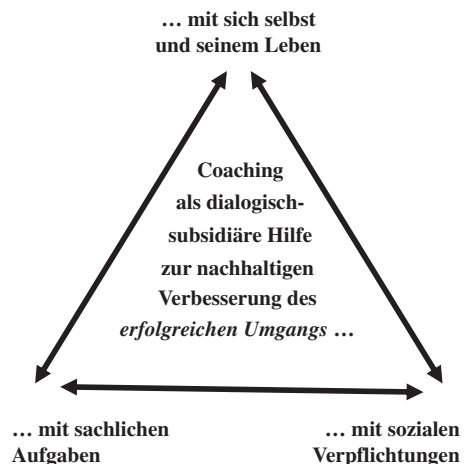 … mit sich selbst
und seinem Leben
Coaching
als dialogisch-
subsidiäre Hilfe
zur nachhaltigen
Verbesserung des
erfolgreichen Umgangs …
… mit sachlichen
Aufgaben
… mit sozialen
Verpflichtungen